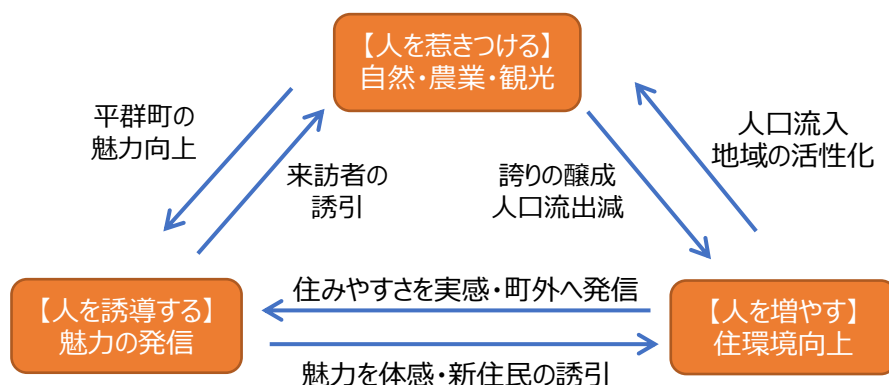 【人を惹きつける】
自然・農業・観光
平群町の
魅力向上
来訪者の
誘引
誇りの醸成
人口流出減
人口流入
地域の活性化
【人を誘導する】
魅力の発信
住みやすさを実感・町外へ発信
魅力を体感・新住民の誘引
【人を増やす】
住環境向上